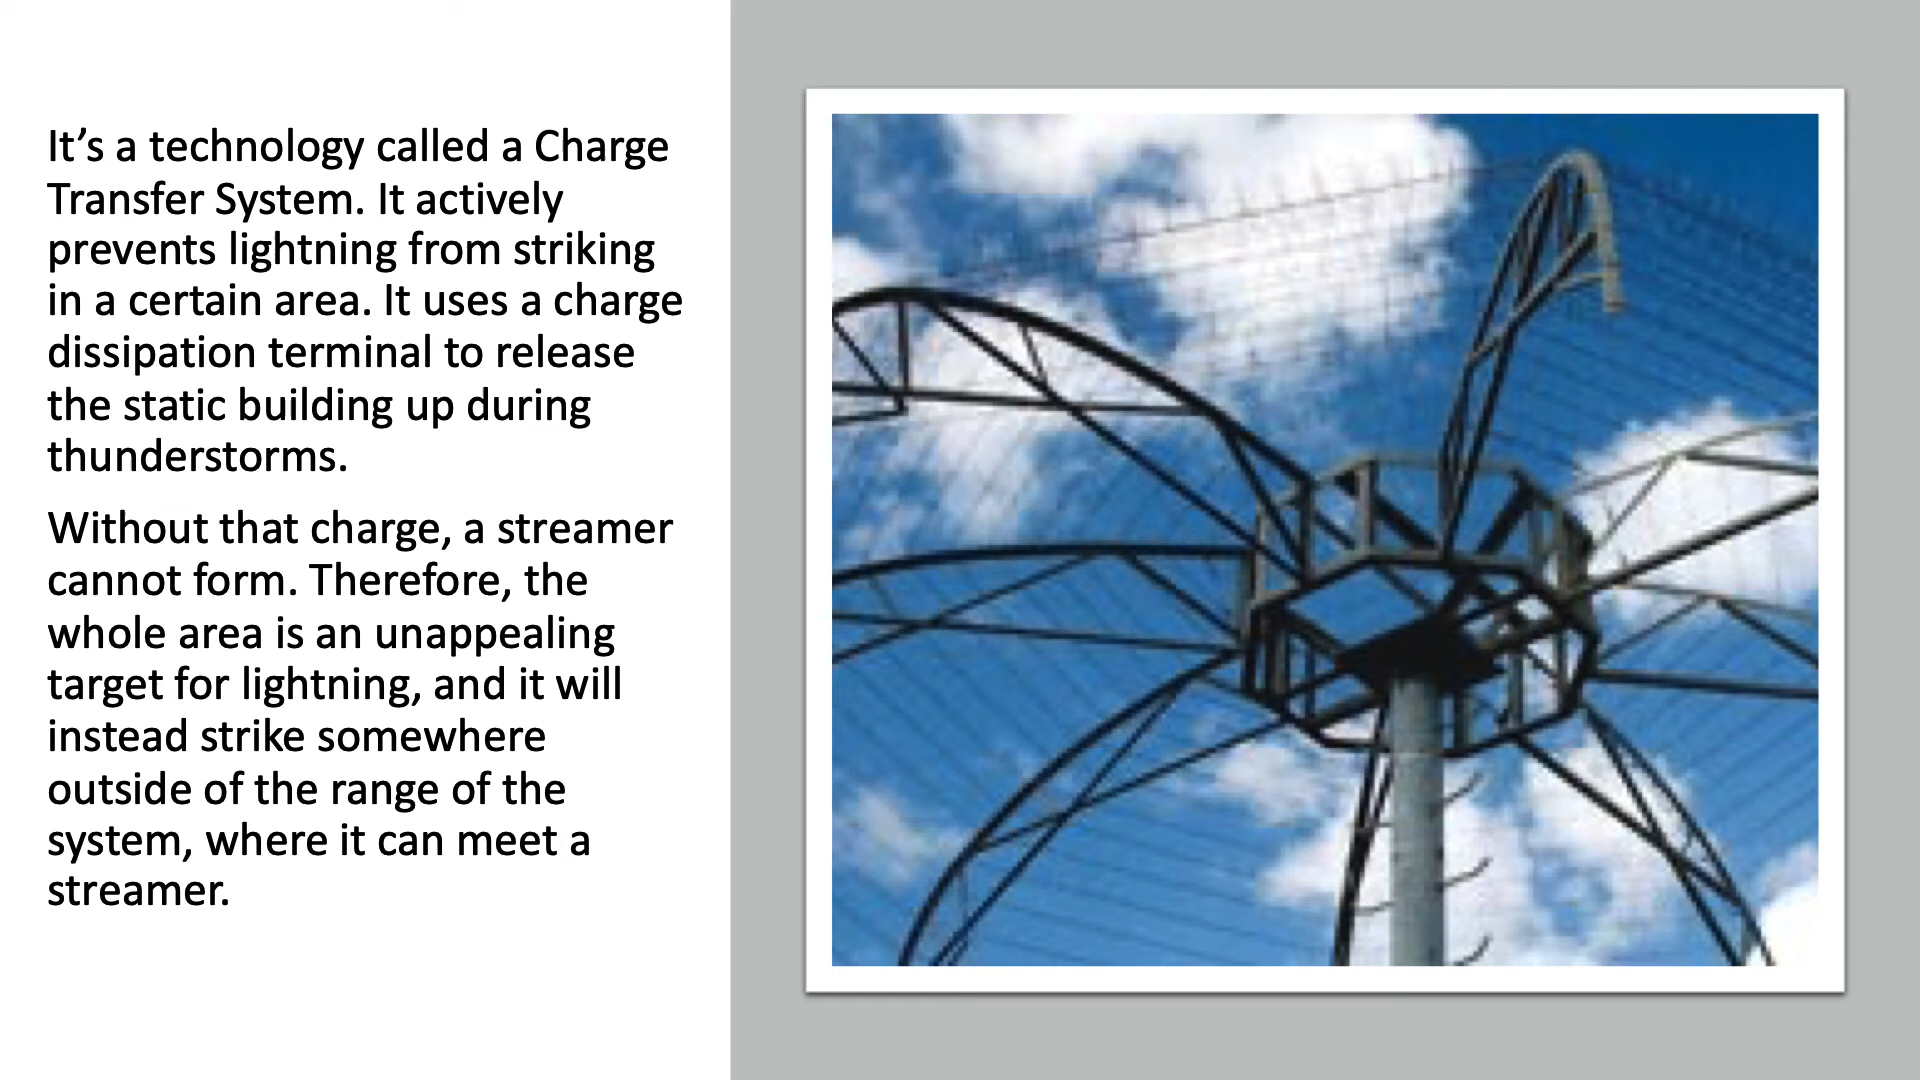 It’s a technology called a Charge
Transfer System. It actively
prevents lightning from striking
in a certain area. It uses a charge
dissipation terminal to release
the static building up during
thunderstorms.
Without that charge, a streamer
cannot form. Therefore, the
whole area is an unappealing
target for lightning, and it will
instead strike somewhere
outside of the range of the
system, where it can meet a
streamer.